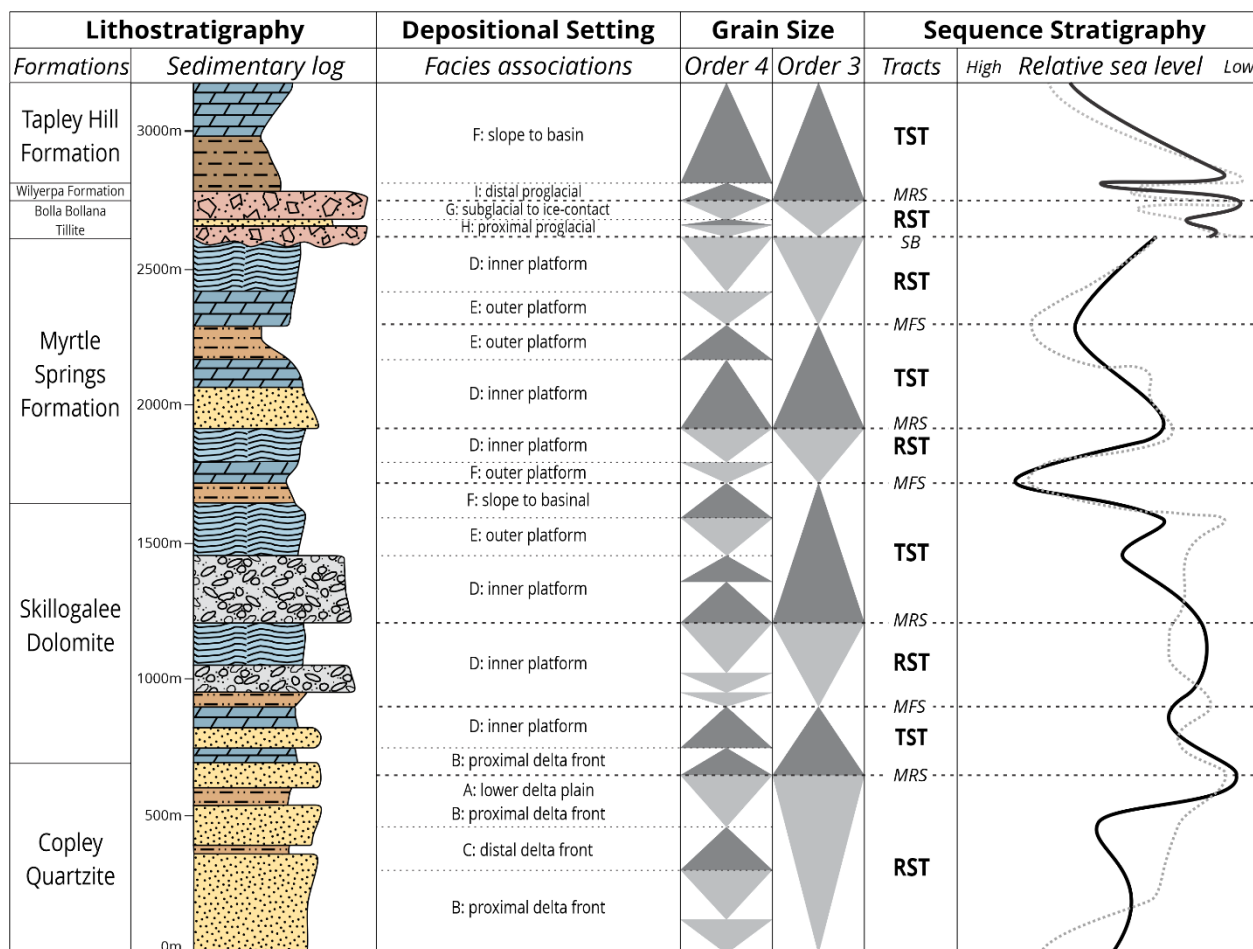 Lithostratigraphy
Depositional Setting
Grain Size
Sequence Stratigraphy
Formations
Sedimentary log
Facies associations
Order 4
Order 3
Tracts
High
Relative sea level
Low
Tapley Hill
Formation
Wilyerpa Formation
Bolla Bollana
Tillite
Myrtle
Springs
Formation
Skillogalee
Dolomite
Copley
Quartzite
3000m
2500m
2000m
1500m
1000m
500m
0m
F: slope to basin
I: distal proglacial
G: subglacial to ice-contact
H: proximal proglacial
D: inner platform
E: outer platform
E: outer platform
D: inner platform
D: inner platform
F: outer platform
F: slope to basinal
E: outer platform
D: inner platform
D: inner platform
D: inner platform
B: proximal delta front
A: lower delta plain
B: proximal delta front
C: distal delta front
B: proximal delta front
TST
MRS
RST
SB
RST
MFS
TST
MRS
RST
MFS
TST
MRS
RST
MFS
TST
MRS
RST